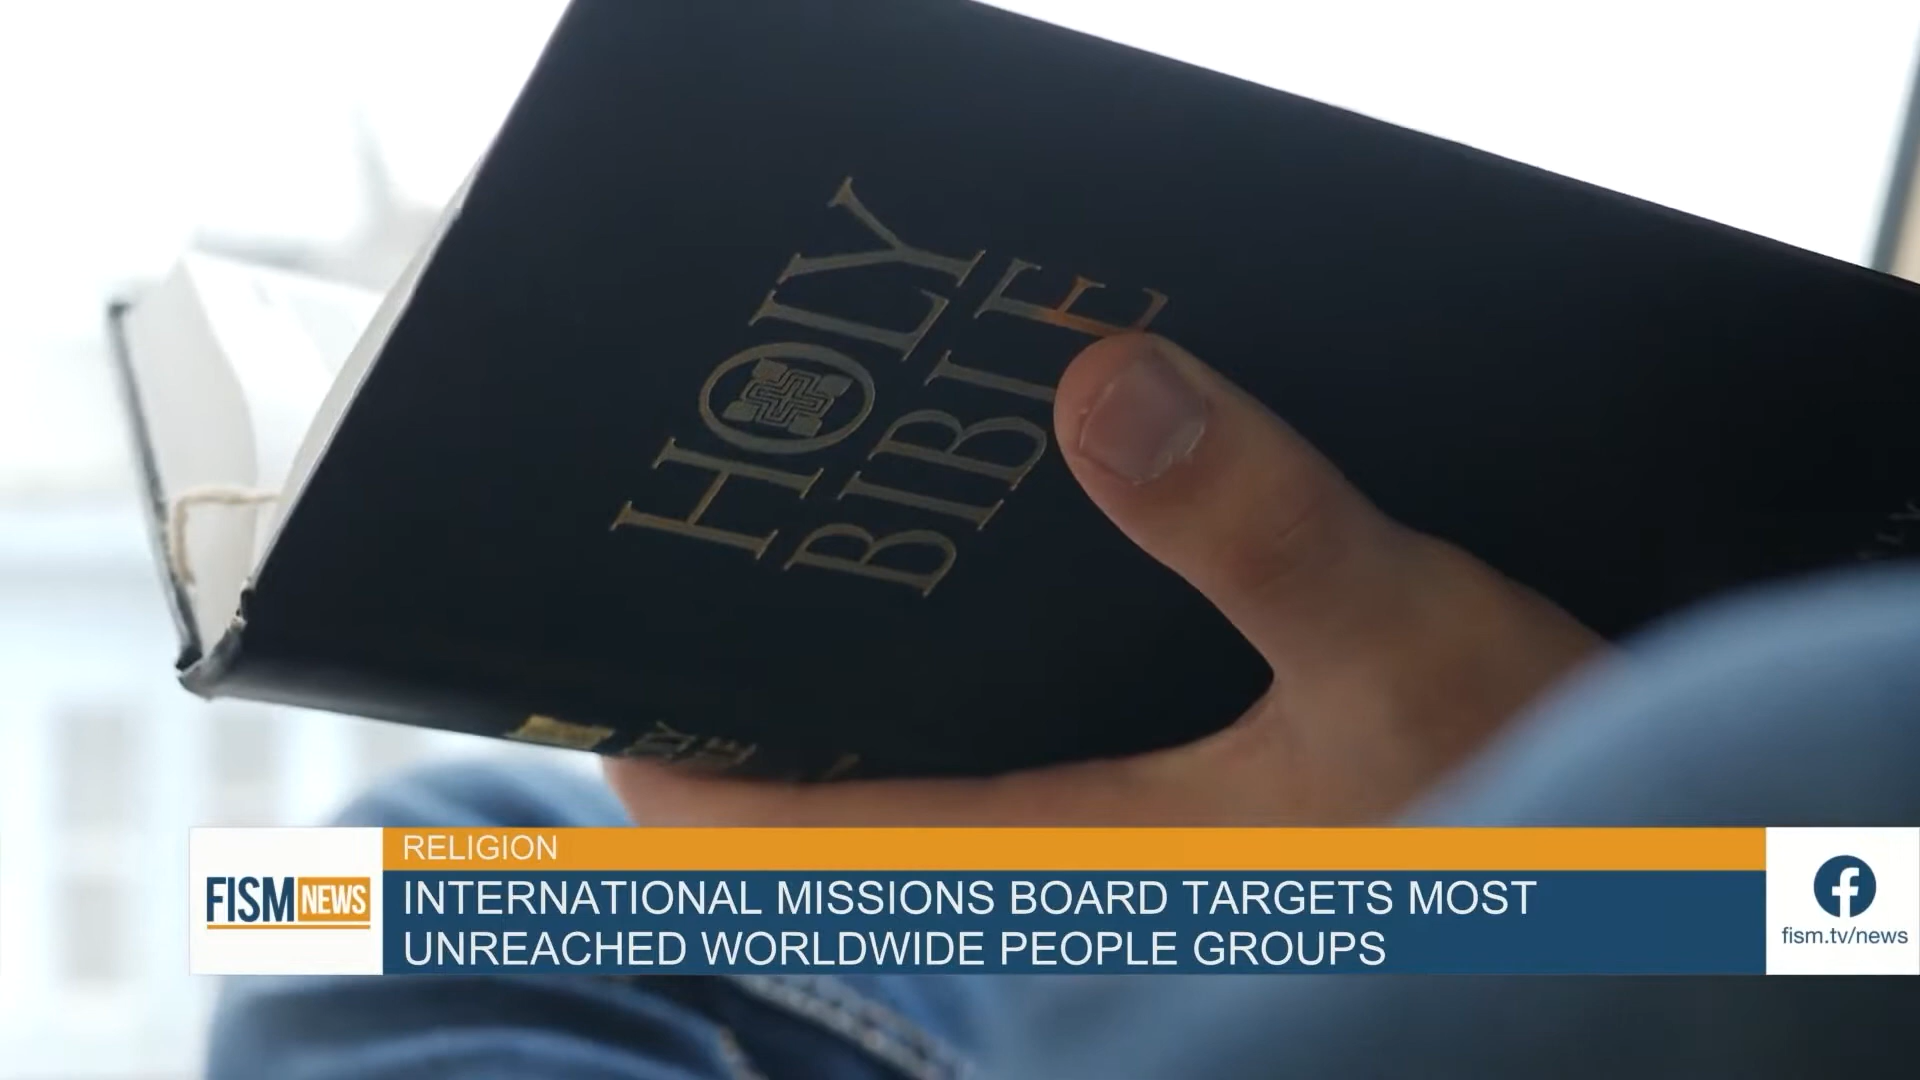 HOLY
BIBLE
RELIGION
FISM NEWS
INTERNATIONAL MISSIONS BOARD TARGETS MOST
UNREACHED WORLDWIDE PEOPLE GROUPS
fism.tv/news